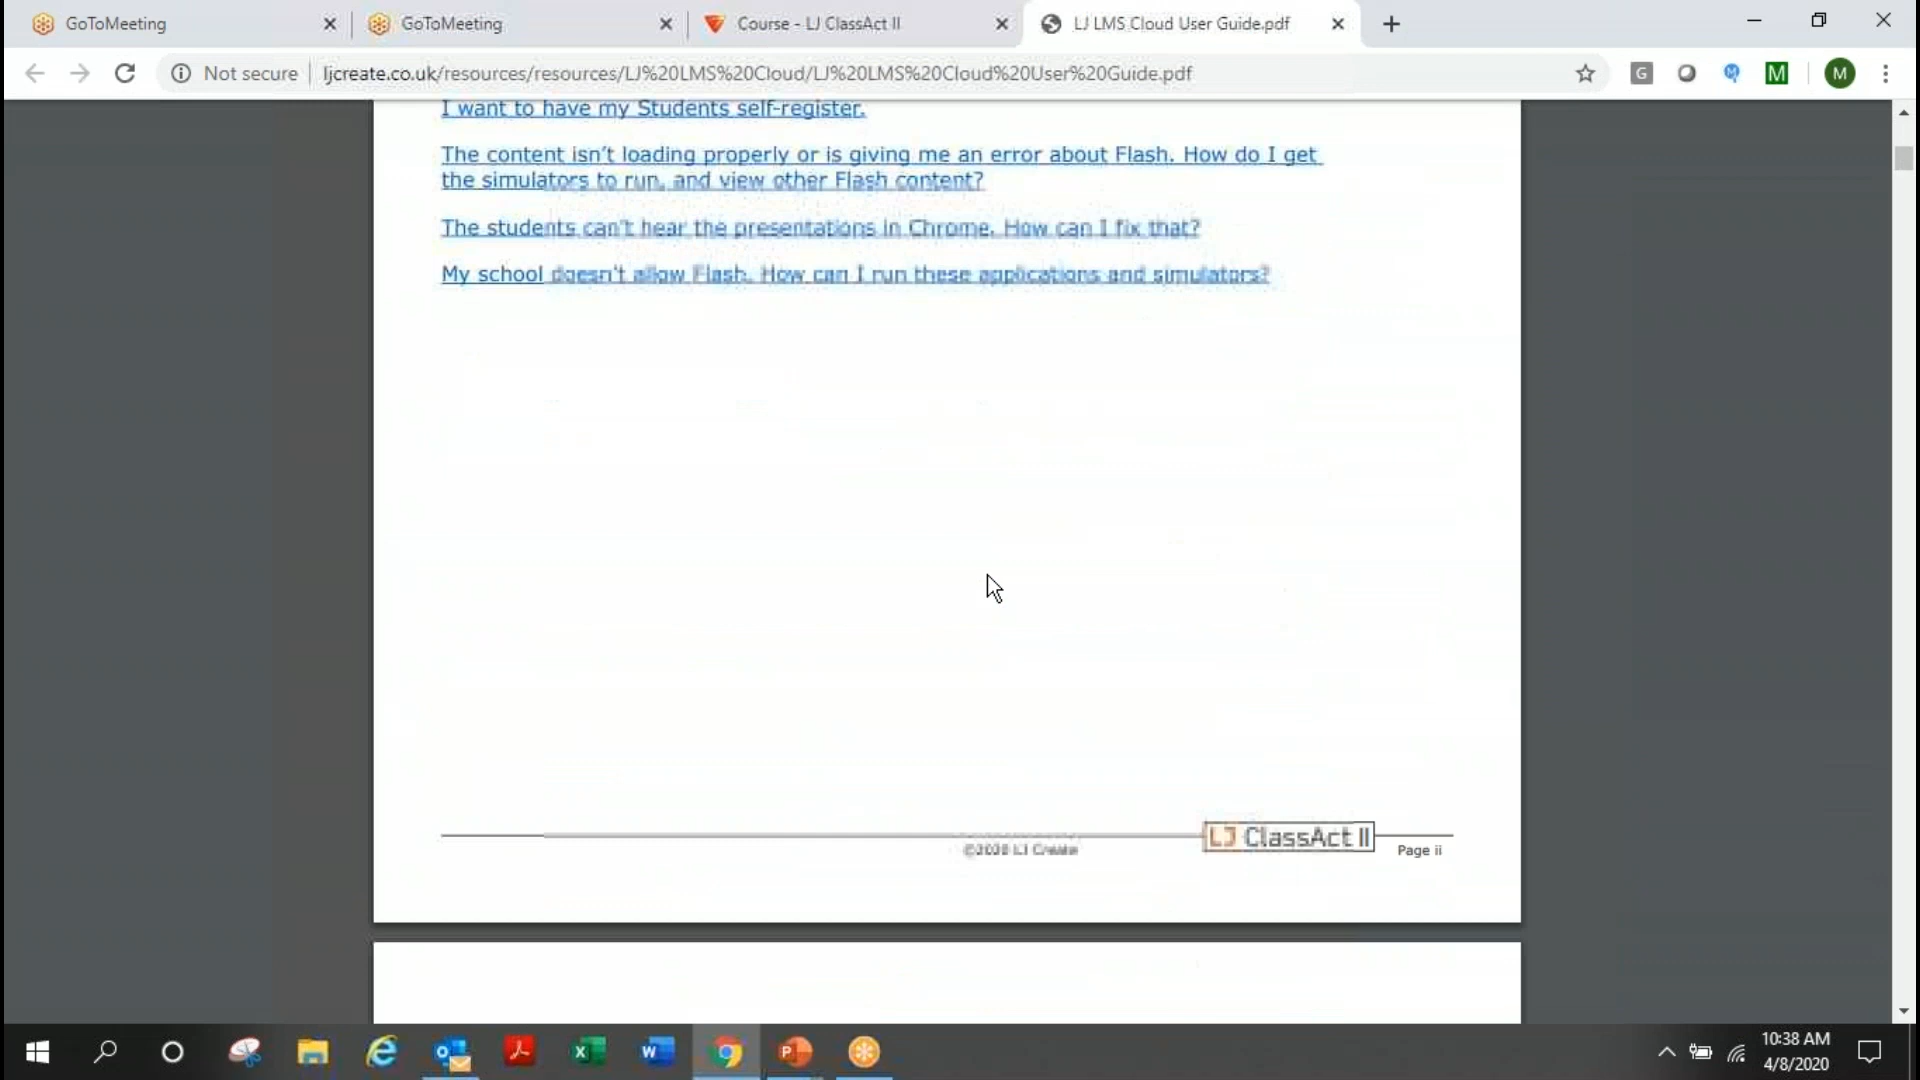 GoToMeeting
GoToMeeting
Course - LJ ClassAct II
LJ LMS Cloud User Guide.pdf
Not secure
ljcreate.co.uk/resources/resources/LJ%20LMS%20Cloud/LJ%20LMS%20Cloud%20User%20Guide.pdf
G
M
M
I want to have my Students self-register.
The content isn't loading properly or is giving me an error about Flash. How do I get
the simulators to run, and view other Flash content?
The students can't hear the presentations in Chrome. How can I fix that?
My school doesn't allow Flash. How can I run these applications and simulators?
©2020 LJ Create
LJ ClassAct II
Page ii
10:38 AM
4/8/2020